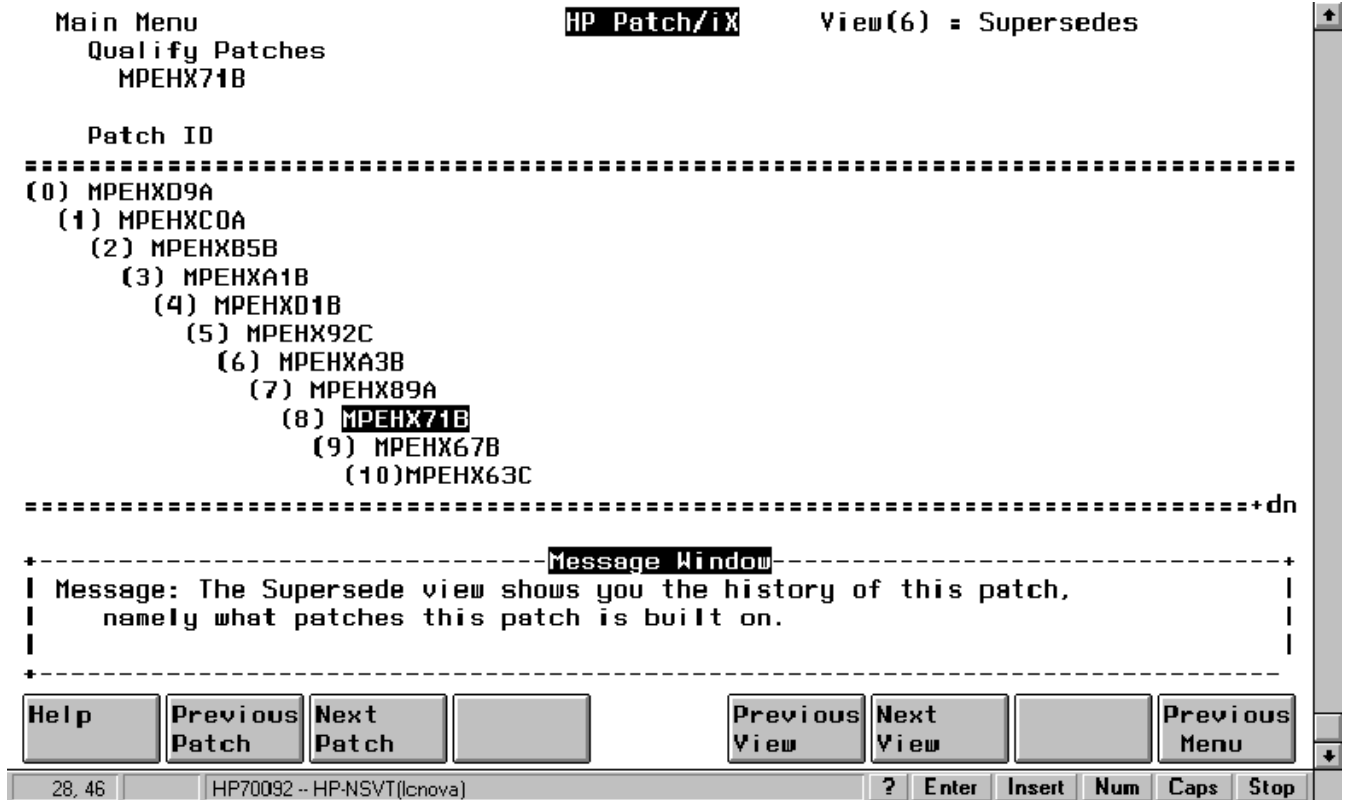 Main Menu HP Patch/iX View(6) = Supersedes
Qualify Patches
MPEHX71B
Patch ID
================================================================================
(0) MPEHXD9A
(1) MPEHXC0A
(2) MPEHXB5B
(3) MPEHXA1B
(4) MPEHXD1B
(5) MPEHX92C
(6) MPEHXA3B
(7) MPEHX89A
(8) MPEHX71B
(9) MPEHX67B
(10)MPEHX63C
=============================================================================+dn
+--------------------------------Message Window--------------------------------+
| Message: The Supersede view shows you the history of this patch, |
| namely what patches this patch is built on. |
| |
+------------------------------------------------------------------------------
Help Previous Patch Next Patch Previous View Next View Previous Menu
28, 46 HP70092 -- HP-NSVT(lcnova) ? Enter Insert Num Caps Stop